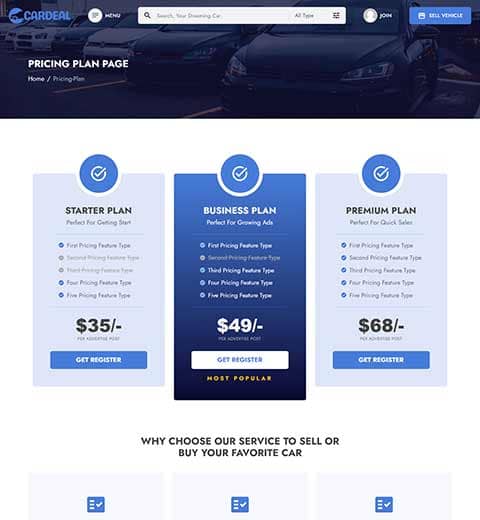 CARDEAL
MENU
Search, Your Dreaming Car.
All Type
JOIN
SELL VEHICLE
PRICING PLAN PAGE
Home / Pricing-Plan
STARTER PLAN
Perfect For Getting Start
First Pricing Feature Type
Second Pricing Feature Type
Third Pricing Feature Type
Four Pricing Feature Type
Five Pricing Feature Type
$35/-
PER ADVERTISE POST
GET REGISTER
BUSINESS PLAN
Perfect For Growing Ads
First Pricing Feature Type
Second Pricing Feature Type
Third Pricing Feature Type
Four Pricing Feature Type
Five Pricing Feature Type
$49/-
PER ADVERTISE POST
GET REGISTER
MOST POPULAR
PREMIUM PLAN
Perfect For Quick Sales
First Pricing Feature Type
Second Pricing Feature Type
Third Pricing Feature Type
Four Pricing Feature Type
Five Pricing Feature Type
$68/-
PER ADVERTISE POST
GET REGISTER
WHY CHOOSE OUR SERVICE TO SELL OR
BUY YOUR FAVORITE CAR